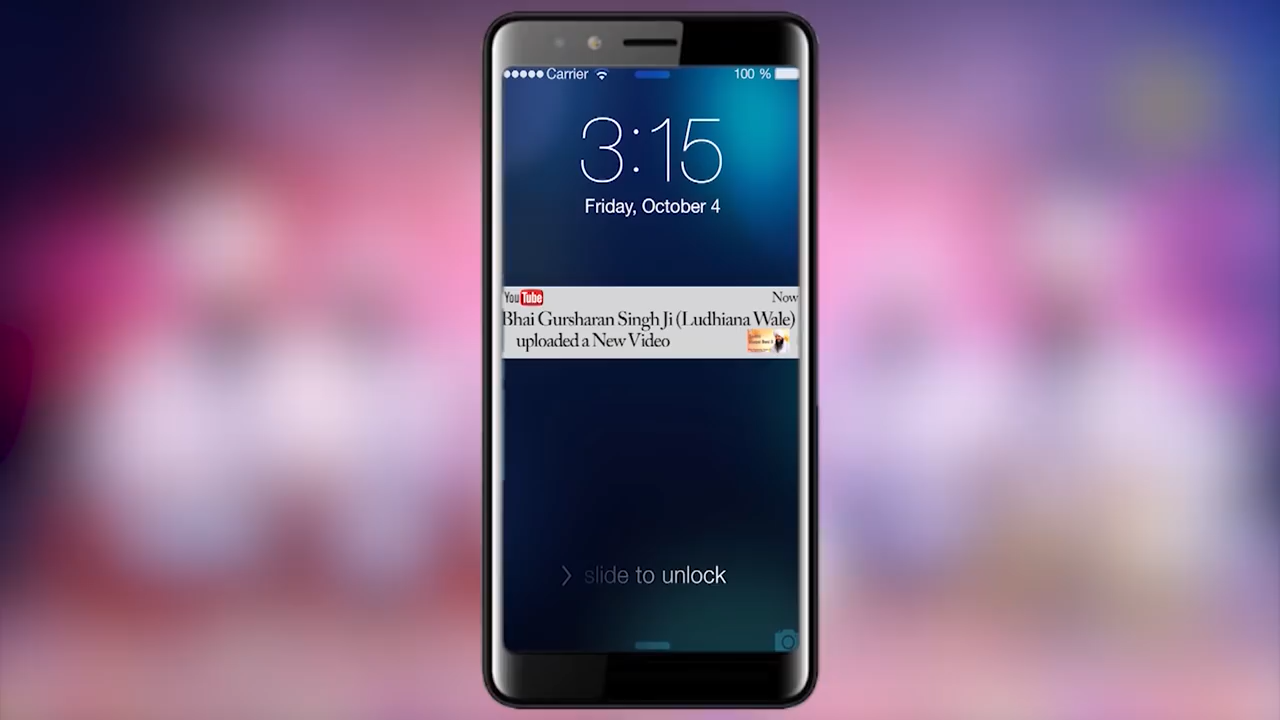 Carrier 100 %
3:15
Friday, October 4
YouTube Now
Bhai Gursharan Singh Ji (Ludhiana Wale)
uploaded a New Video
slide to unlock